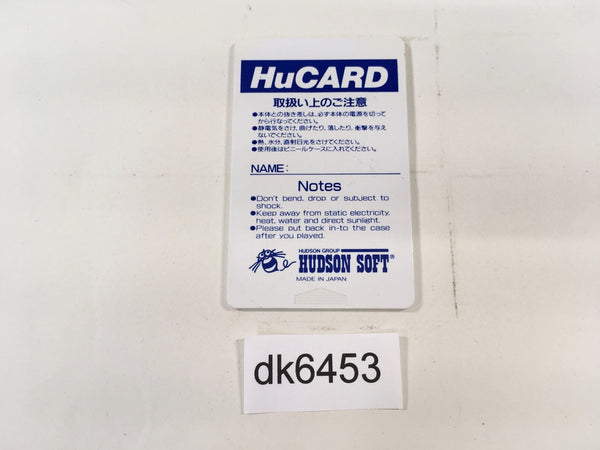 HuCARD
取扱い上のご注意
●本体との抜き差しは、必ず本体の電源を切って
から行なってください。
●静電気をさけ、曲げたり、落したり、衝撃を与え
ないでください。
●熱、水分、直射日光をさけてください。
●使用後はビニールケースに入れてください。
NAME:
Notes
●Don't bend, drop or subject to
shock.
●Keep away from static electricity,
heat, water and direct sunlight.
●Please put back in-to the case
after you played.
HUDSON GROUP
HUDSON SOFT®
MADE IN JAPAN
dk6453